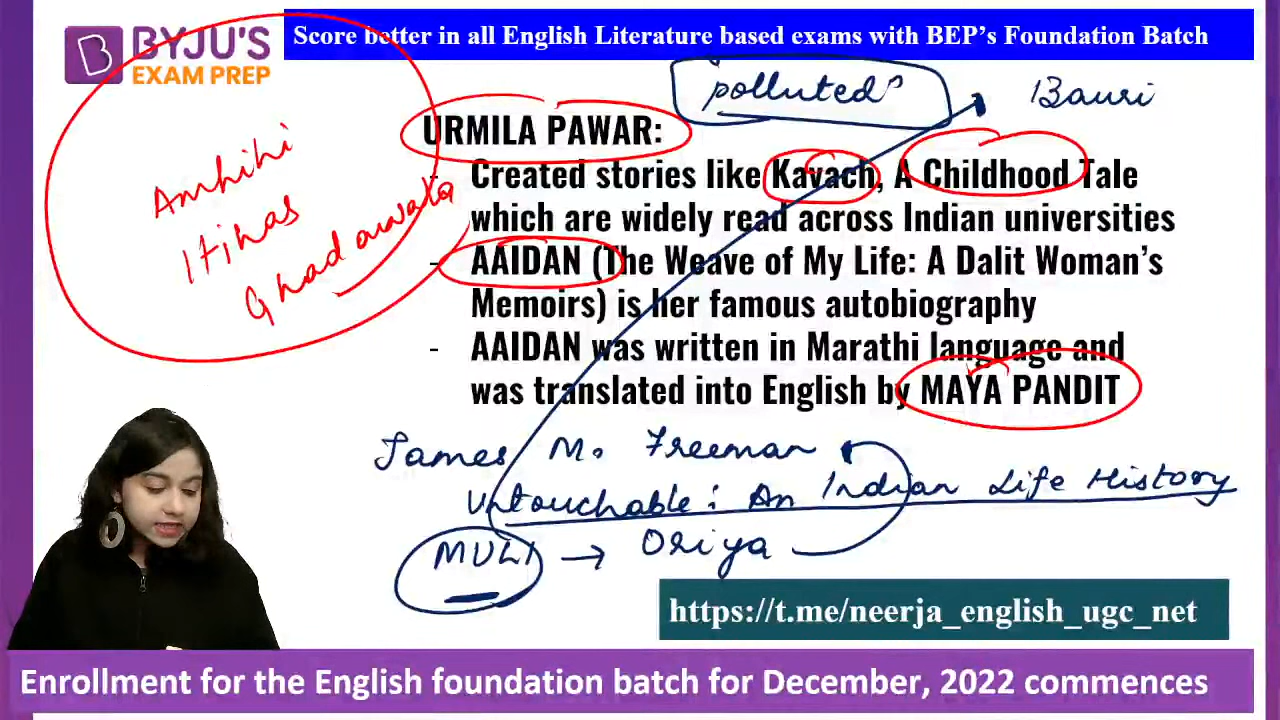 BYJU'S
EXAM PREP
Score better in all English Literature based exams with BEP's Foundation Batch
polluted
Bauri
URMILA PAWAR:
- Created stories like Kavach, A Childhood Tale
which are widely read across Indian universities
- AAIDAN (The Weave of My Life: A Dalit Woman's
Memoirs) is her famous autobiography
- AAIDAN was written in Marathi language and
was translated into English by MAYA PANDIT
Amhihi
Itihas
Ghadawala
James M. Freeman
Untouchable: An Indian Life History
MULI → Oriya
https://t.me/neerja_english_ugc_net
Enrollment for the English foundation batch for December, 2022 commences